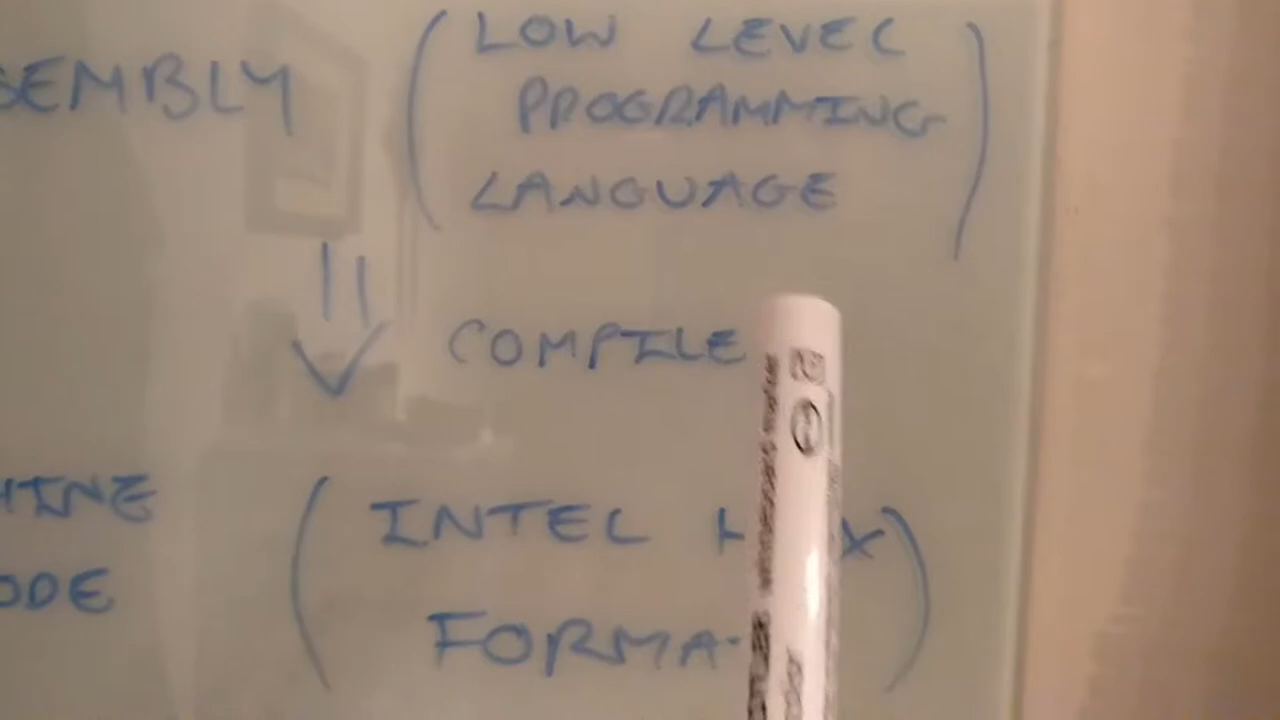 SEMBLY (LOW LEVEL
PROGRAMMING
LANGUAGE)
COMPILE
HINE (INTEL H X)
ODE FORMA